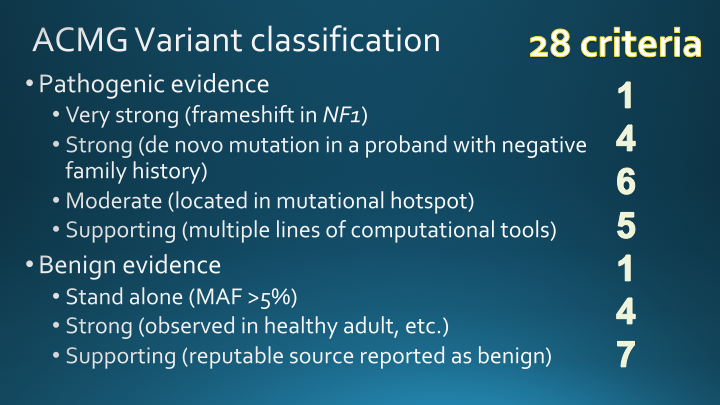 ACMG Variant classification
28 criteria
• Pathogenic evidence
• Very strong (frameshift in NF1)
• Strong (de novo mutation in a proband with negative
family history)
• Moderate (located in mutational hotspot)
• Supporting (multiple lines of computational tools)
• Benign evidence
• Stand alone (MAF >5%)
• Strong (observed in healthy adult, etc.)
• Supporting (reputable source reported as benign)
1
4
6
5
1
4
7